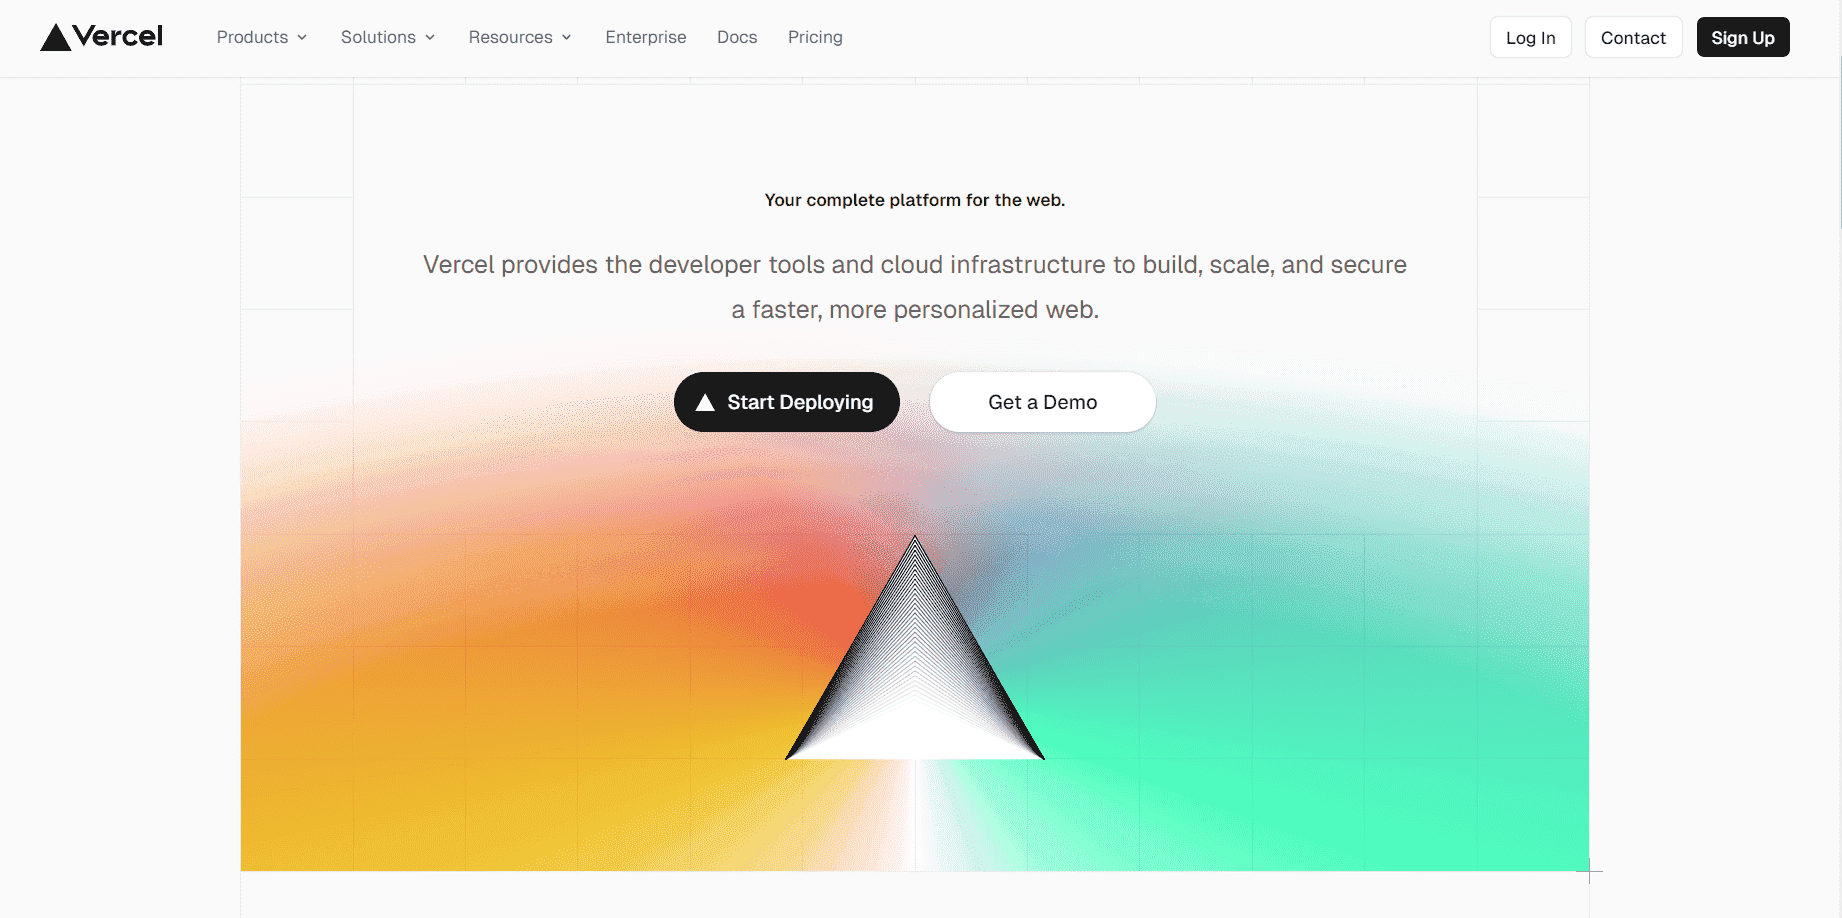 Vercel
Products
Solutions
Resources
Enterprise
Docs
Pricing
Log In
Contact
Sign Up
Your complete platform for the web.
Vercel provides the developer tools and cloud infrastructure to build, scale, and secure
a faster, more personalized web.
Start Deploying
Get a Demo